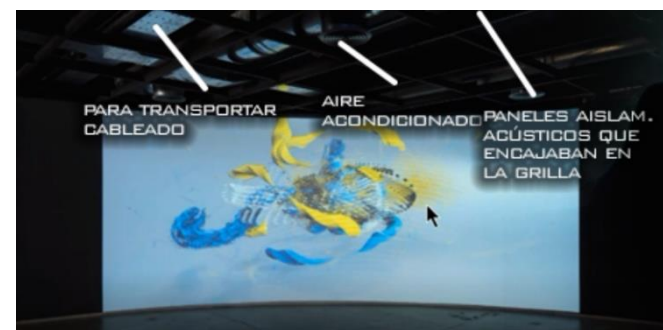 PARA TRANSPORTAR
CABLEADO
AIRE
ACONDICIONADO
PANELES AISLAM.
ACÚSTICOS QUE
ENCAJABAN EN
LA GRILLA